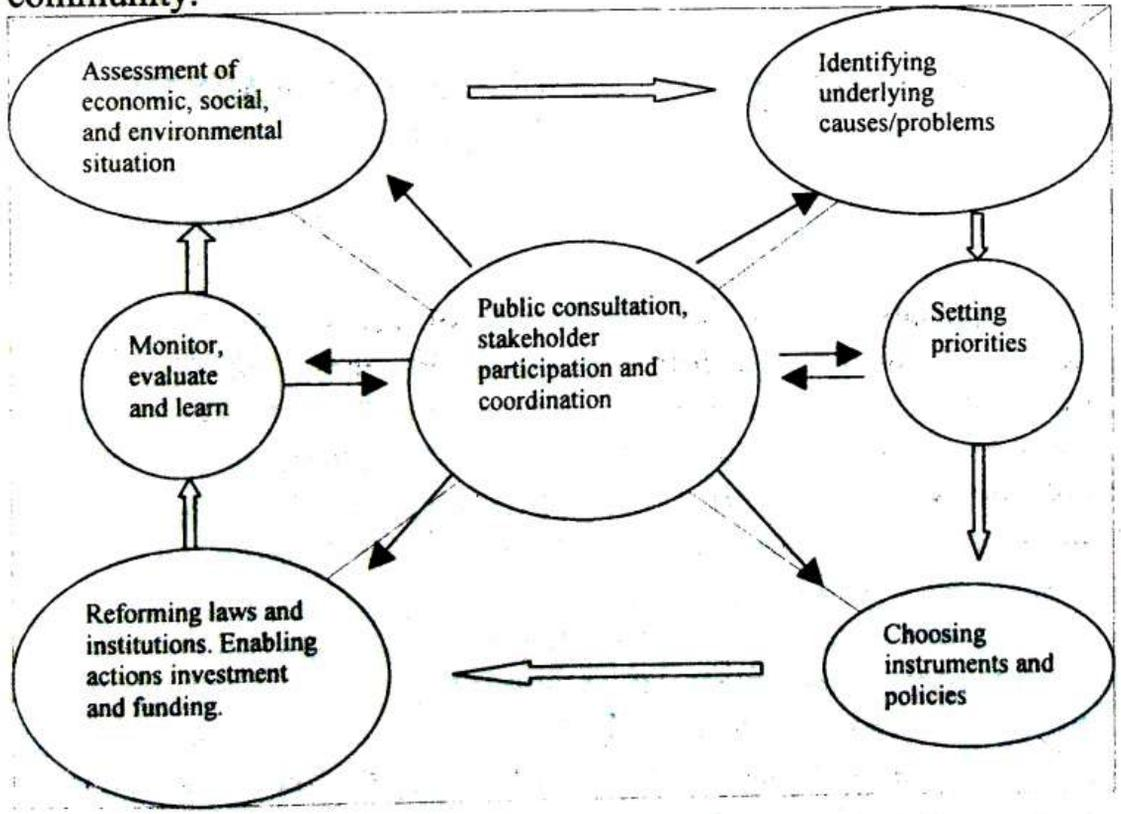 community.
Assessment of
economic, social,
and environmental
situation
Identifying
underlying
causes/problems
Public consultation,
stakeholder
participation and
coordination
Setting
priorities
Monitor,
evaluate
and learn
Reforming laws and
institutions. Enabling
actions investment
and funding.
Choosing
instruments and
policies